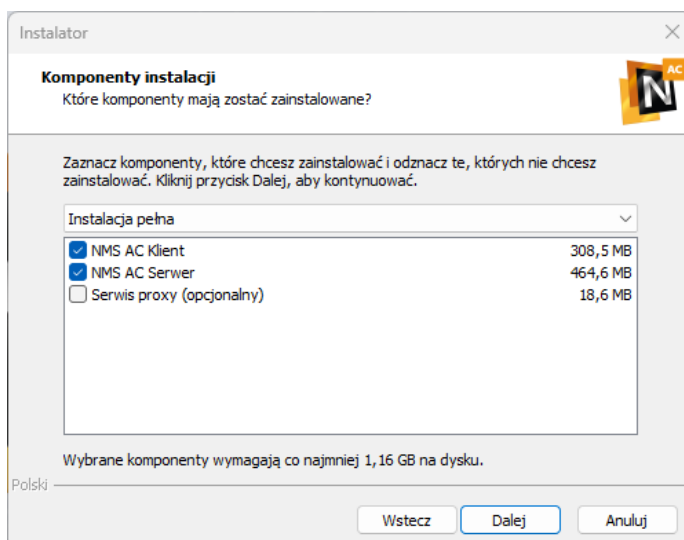 Instalator
Komponenty instalacji
Które komponenty mają zostać zainstalowane?
AC
N
Zaznacz komponenty, które chcesz zainstalować i odznacz te, których nie chcesz
zainstalować. Kliknij przycisk Dalej, aby kontynuować.
Instalacja pełna
NMS AC Klient 308,5 MB
NMS AC Serwer 464,6 MB
Serwis proxy (opcjonalny) 18,6 MB
Wybrane komponenty wymagają co najmniej 1,16 GB na dysku.
Polski
Wstecz Dalej Anuluj